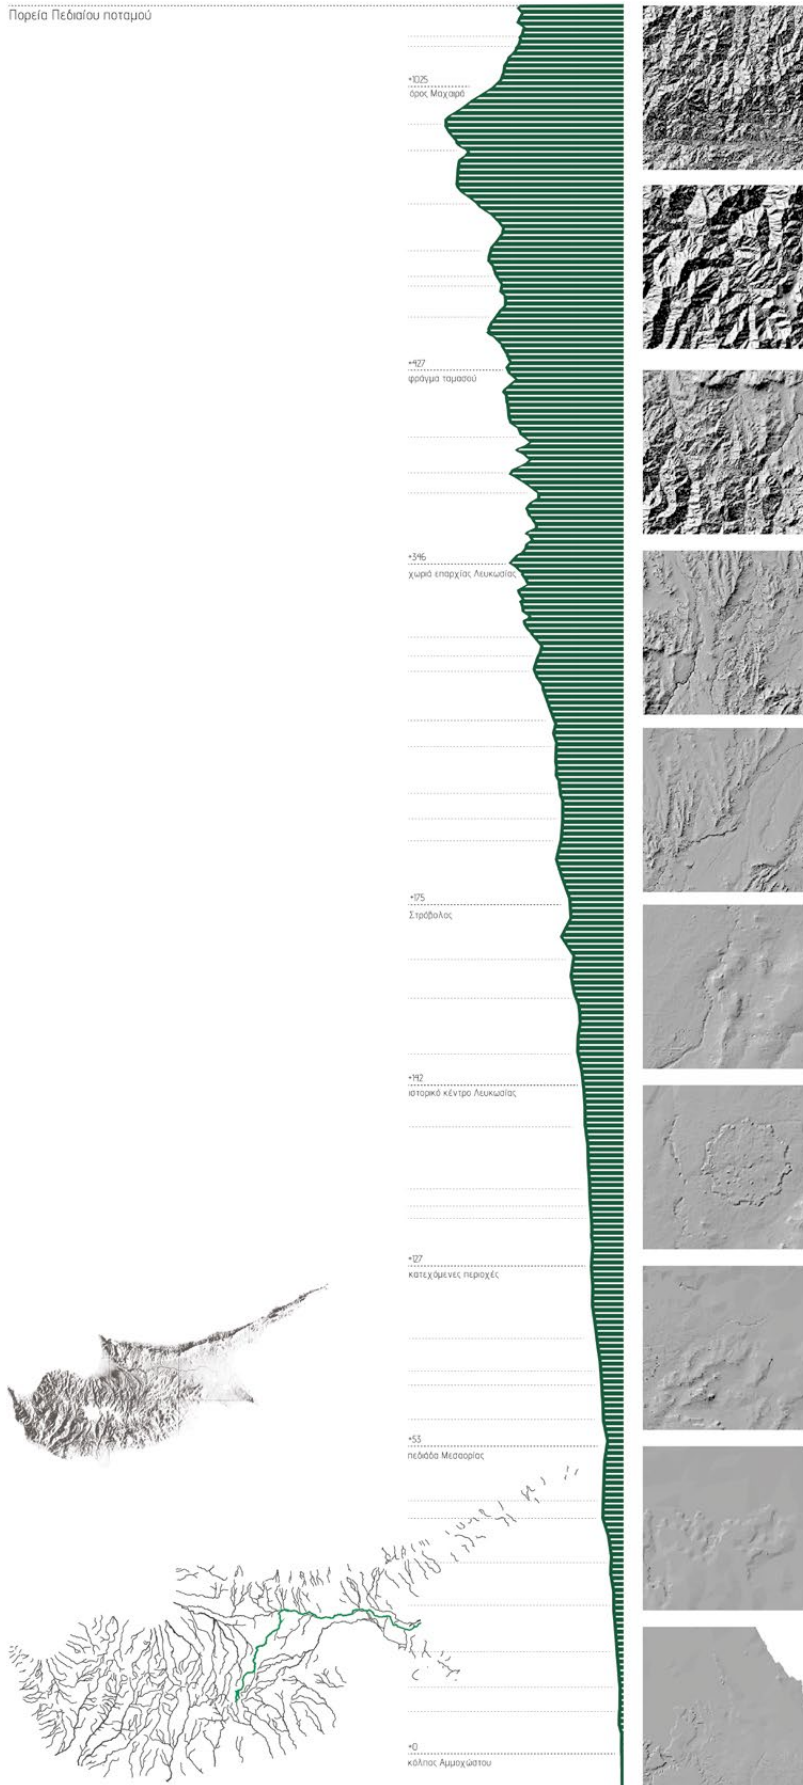 Πορεία Πεδιαίου ποταμού
+1025
όρος Μαχαιρά
+427
φράγμα ταμασού
+346
χωριά επαρχίας Λευκωσίας
+175
Στρόβολος
+142
ιστορικό κέντρο Λευκωσίας
+127
κατεχόμενες περιοχές
+53
πεδιάδα Μεσαορίας
+0
κόλπος Αμμοχώστου